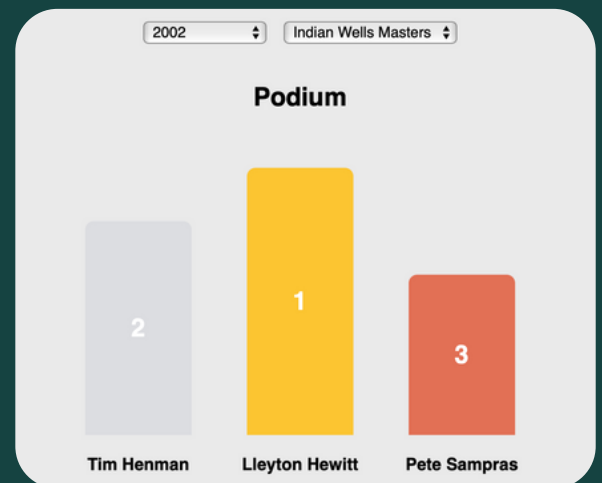 2002 Indian Wells Masters
Podium
2 1 3
Tim Henman Lleyton Hewitt Pete Sampras